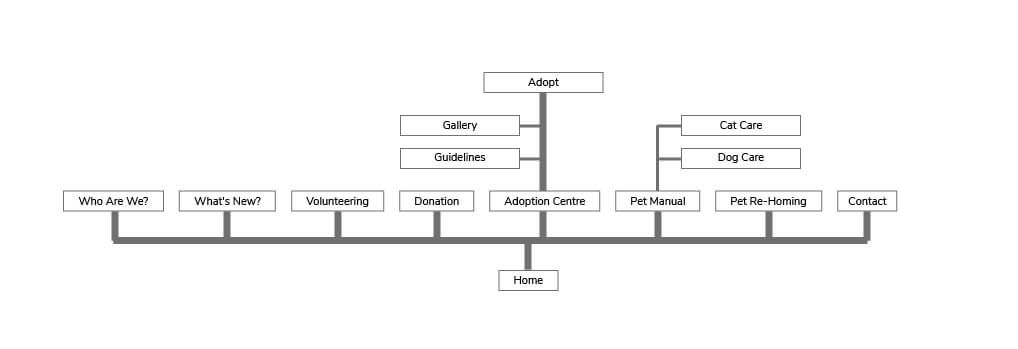 Adopt
Gallery
Cat Care
Guidelines
Dog Care
Who Are We?
What's New?
Volunteering
Donation
Adoption Centre
Pet Manual
Pet Re-Homing
Contact
Home